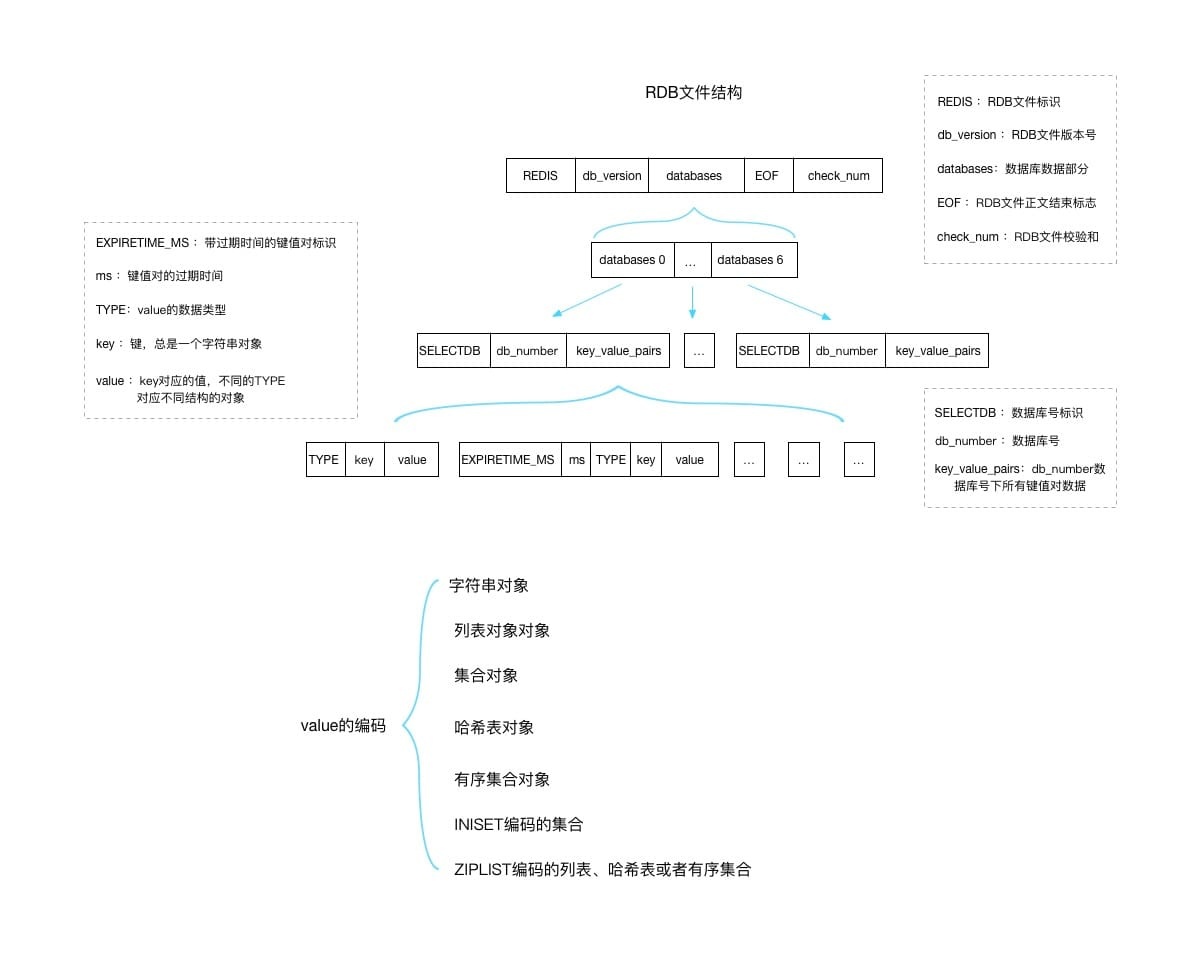 RDB文件结构
REDIS db_version databases EOF check_num
REDIS： RDB文件标识
db_version： RDB文件版本号
databases：数据库数据部分
EOF： RDB文件正文结束标志
check_num： RDB文件校验和
databases 0 ... databases 6
EXPIRETIME_MS： 带过期时间的键值对标识
ms： 键值对的过期时间
TYPE：value的数据类型
key： 键，总是一个字符串对象
value： key对应的值，不同的TYPE
对应不同结构的对象
SELECTDB db_number key_value_pairs ... SELECTDB db_number key_value_pairs
SELECTDB： 数据库号标识
db_number： 数据库号
key_value_pairs：db_number数
据库号下所有键值对数据
TYPE key value EXPIRETIME_MS ms TYPE key value ... ... ...
value的编码
字符串对象
列表对象对象
集合对象
哈希表对象
有序集合对象
INISET编码的集合
ZIPLIST编码的列表、哈希表或者有序集合